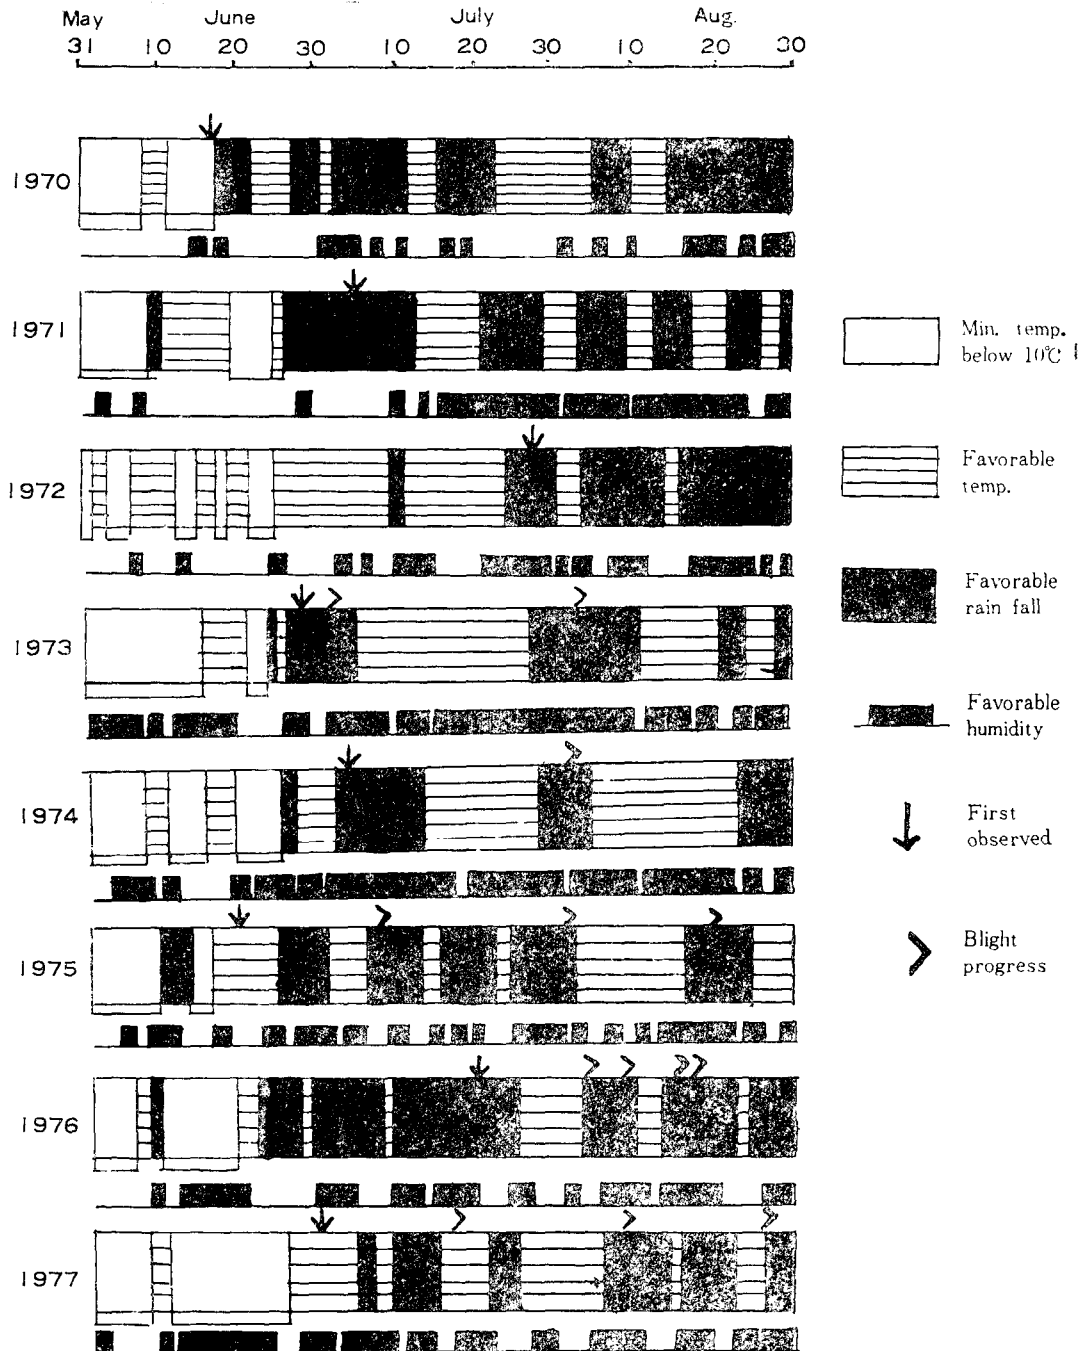 May June July Aug.
31 10 20 30 10 20 30 10 20 30
1970
1971
1972
1973
1974
1975
1976
1977
Min. temp.
below 10℃
Favorable
temp.
Favorable
rain fall
Favorable
humidity
First
observed
Blight
progress